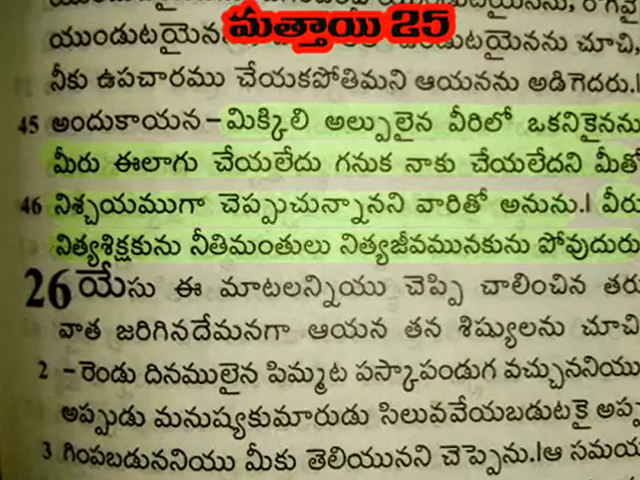 మత్తాయి 25
యుండుటయైన
చూచి,
నీకు ఉపచారము చేయకపోతిమని ఆయనను అడిగెదరు.
45 అందుకాయన – మిక్కిలి అల్పులైన వీరిలో ఒకనికైనను
మీరు ఈలాగు చేయలేదు గనుక నాకు చేయలేదని మీతో
46 నిశ్చయముగా చెప్పుచున్నానని వారితో అనును.| వీరు
నిత్యశిక్షకును నీతిమంతులు నిత్యజీవమునకును పోవుదురు
26 యేసు ఈ మాటలన్నియు చెప్పి చాలించిన తరు
వాత జరిగినదేమనగా ఆయన తన శిష్యులను చూచి
2 –రెండు దినములైన పిమ్మట పస్కాపండుగ వచ్చుననియు
అప్పుడు మనుష్యకుమారుడు సిలువవేయబడుటకై అప్ప
3 గింపబడుననియు మీకు తెలియునని చెప్పెను.|ఆ సమయ